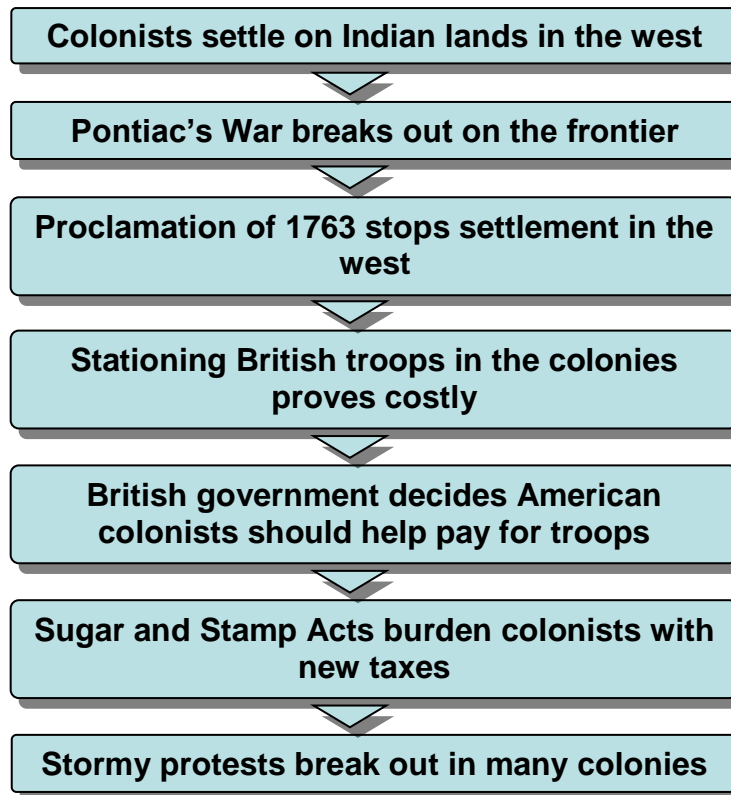 Colonists settle on Indian lands in the west
Pontiac's War breaks out on the frontier
Proclamation of 1763 stops settlement in the
west
Stationing British troops in the colonies
proves costly
British government decides American
colonists should help pay for troops
Sugar and Stamp Acts burden colonists with
new taxes
Stormy protests break out in many colonies